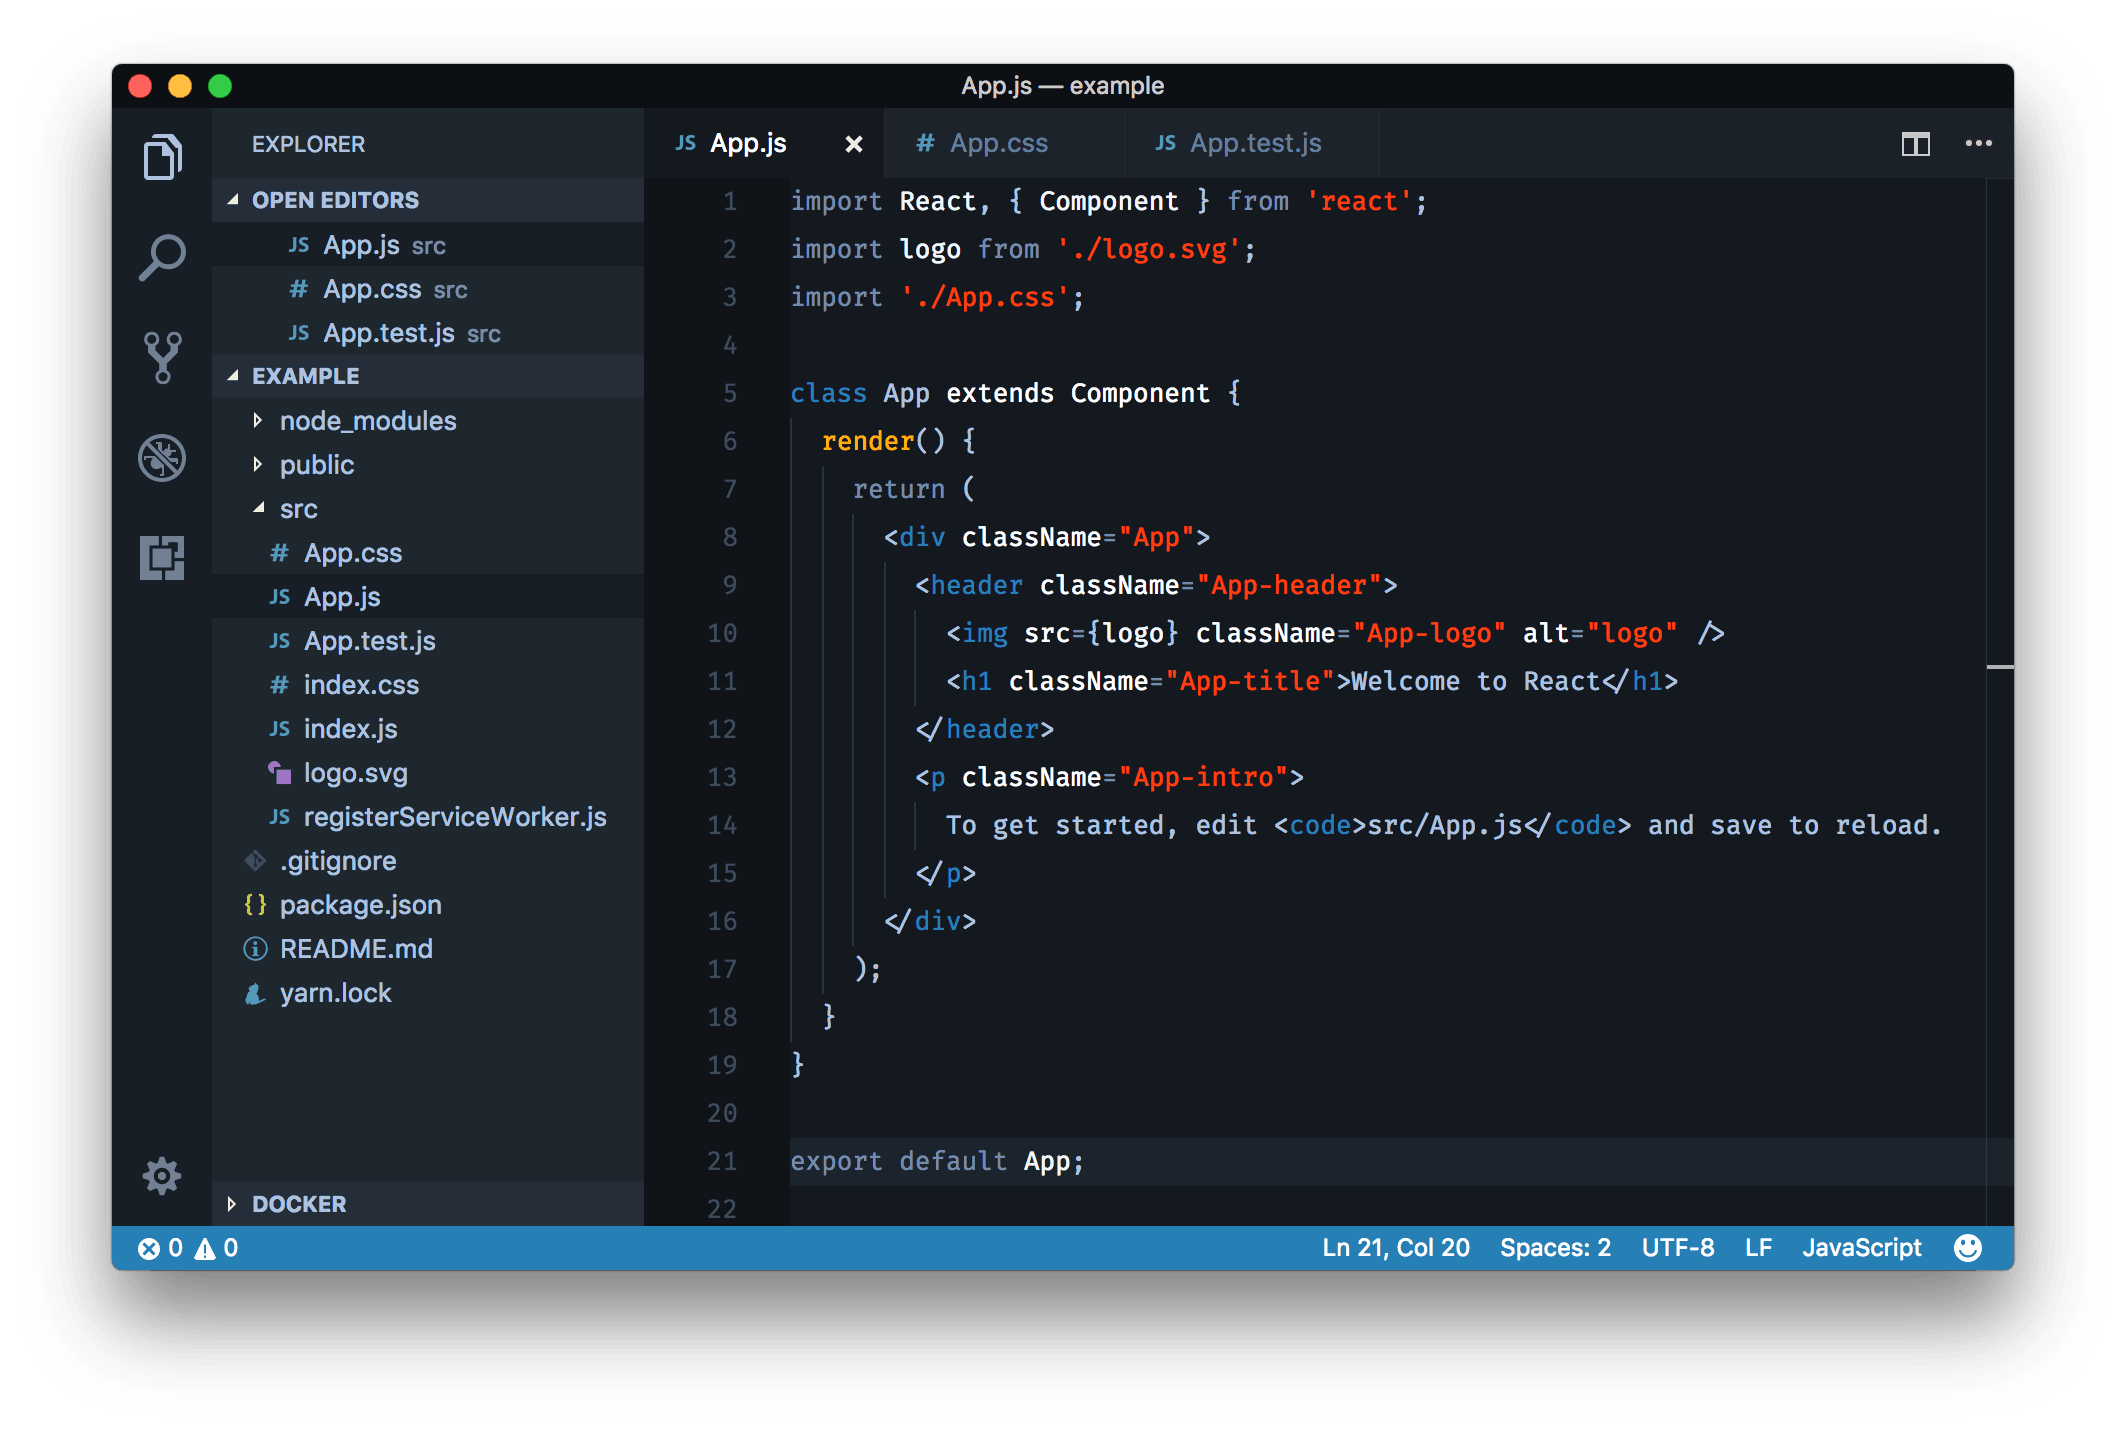 App.js — example
EXPLORER
OPEN EDITORS
JS App.js src
# App.css src
JS App.test.js src
EXAMPLE
node_modules
public
src
# App.css
JS App.js
JS App.test.js
# index.css
JS index.js
logo.svg
JS registerServiceWorker.js
.gitignore
{} package.json
README.md
yarn.lock
DOCKER
JS App.js # App.css JS App.test.js
1 import React, { Component } from 'react';
2 import logo from './logo.svg';
3 import './App.css';
4
5 class App extends Component {
6 render() {
7 return (
8 <div className="App">
9 <header className="App-header">
10 <img src={logo} className="App-logo" alt="logo" />
11 <h1 className="App-title">Welcome to React</h1>
12 </header>
13 <p className="App-intro">
14 To get started, edit <code>src/App.js</code> and save to reload.
15 </p>
16 </div>
17 );
18 }
19 }
20
21 export default App;
22
0 0 Ln 21, Col 20 Spaces: 2 UTF-8 LF JavaScript